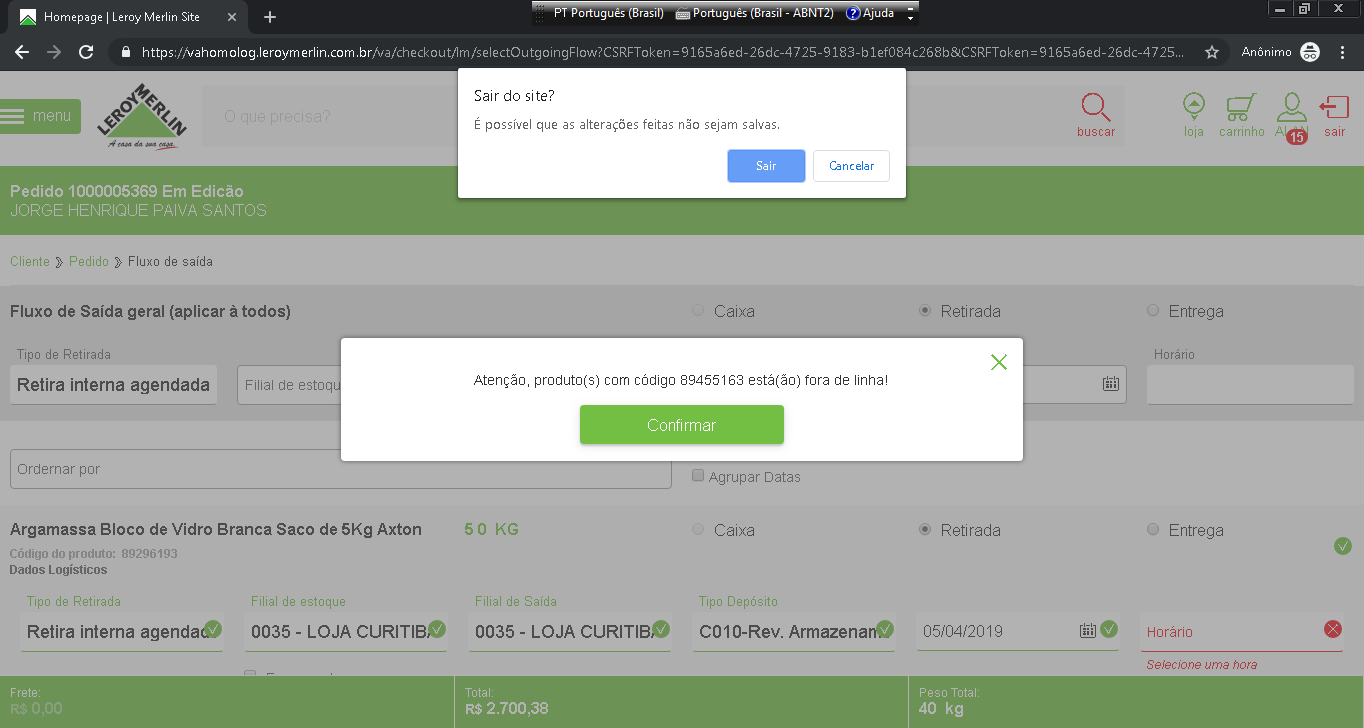 Homepage | Leroy Merlin Site
PT Português (Brasil) Português (Brasil - ABNT2) Ajuda
https://vahomolog.leroymerlin.com.br/va/checkout/lm/selectOutgoingFlow?CSRFToken=9165a6ed-26dc-4725-9183-b1ef084c268b&CSRFToken=9165a6ed-26dc-4725...
Anônimo
Sair do site?
É possível que as alterações feitas não sejam salvas.
Sair Cancelar
menu
LEROY MERLIN
A casa da sua casa
O que precisa?
buscar
loja carrinho 15 sair
Pedido 1000005369 Em Edicão
JORGE HENRIQUE PAIVA SANTOS
Cliente Pedido Fluxo de saída
Fluxo de Saída geral (aplicar à todos) Caixa Retirada Entrega
Tipo de Retirada Horário
Retira interna agendada Filial de estoqu
Atenção, produto(s) com código 89455163 está(ão) fora de linha!
Confirmar
Ordernar por
Agrupar Datas
Argamassa Bloco de Vidro Branca Saco de 5Kg Axton 5 0 KG Caixa Retirada Entrega
Código do produto: 89296193
Dados Logísticos
Tipo de Retirada Filial de estoque Filial de Saída Tipo Depósito
Retira interna agendac 0035 - LOJA CURITIB 0035 - LOJA CURITIB C010-Rev. Armazenan... 05/04/2019 Horário
Selecione uma hora
Frete: Total: Peso Total:
R$ 0,00 R$ 2.700,38 40 kg